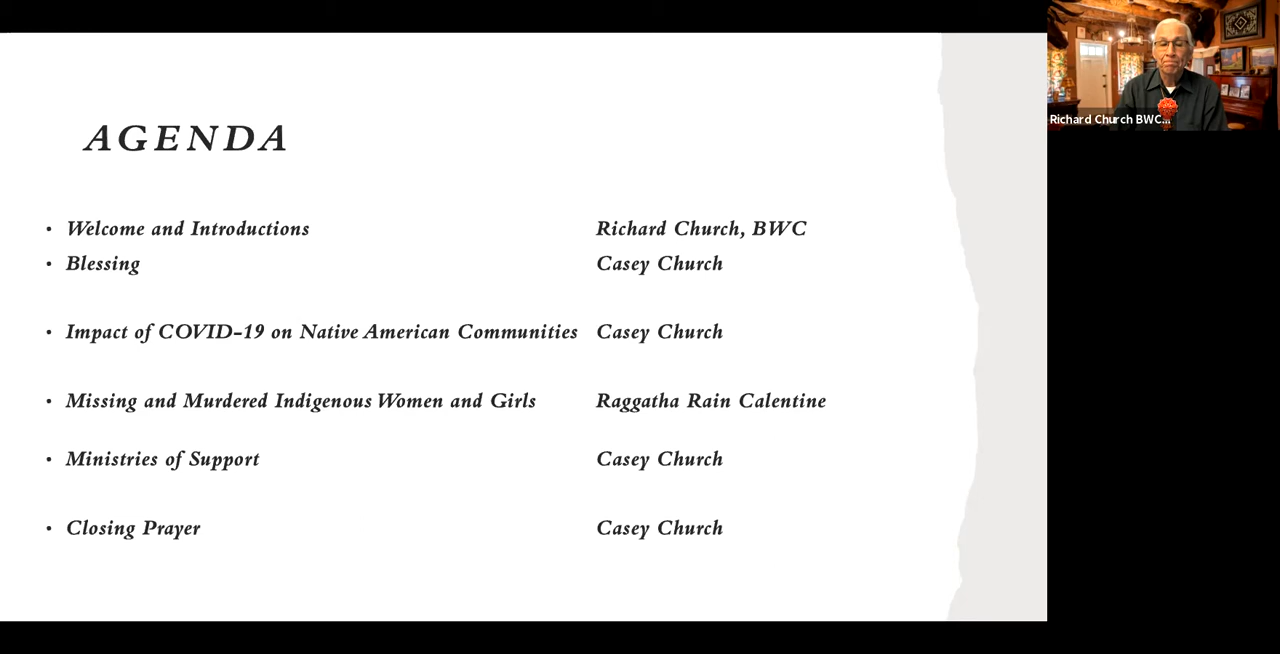 AGENDA
• Welcome and Introductions Richard Church, BWC
• Blessing Casey Church
• Impact of COVID-19 on Native American Communities Casey Church
• Missing and Murdered Indigenous Women and Girls Raggatha Rain Calentine
• Ministries of Support Casey Church
• Closing Prayer Casey Church
Richard Church BWC...